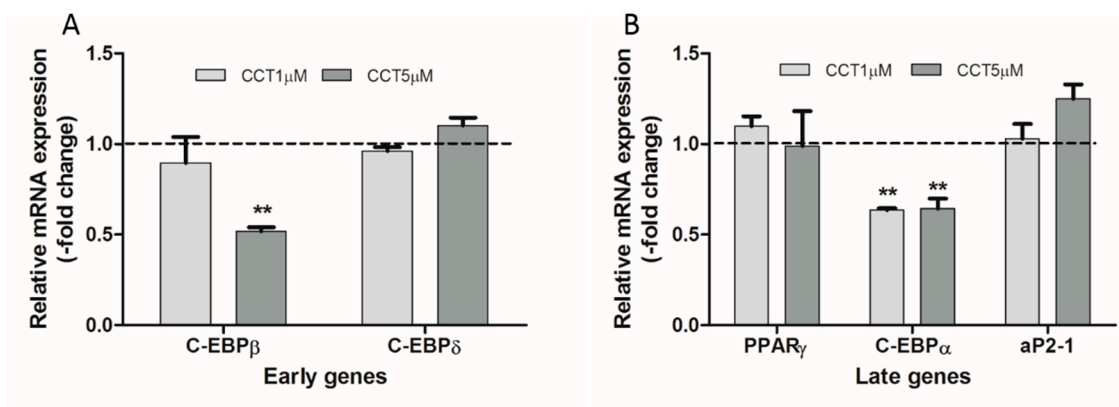 A
Relative mRNA expression
(-fold change)
1.5
1.0
0.5
0.0
CCT1μM CCT5μM
**
C-EBPβ C-EBPδ
Early genes
B
Relative mRNA expression
(-fold change)
1.5
1.0
0.5
0.0
CCT1μM CCT5μM
** **
PPARγ C-EBPα aP2-1
Late genes